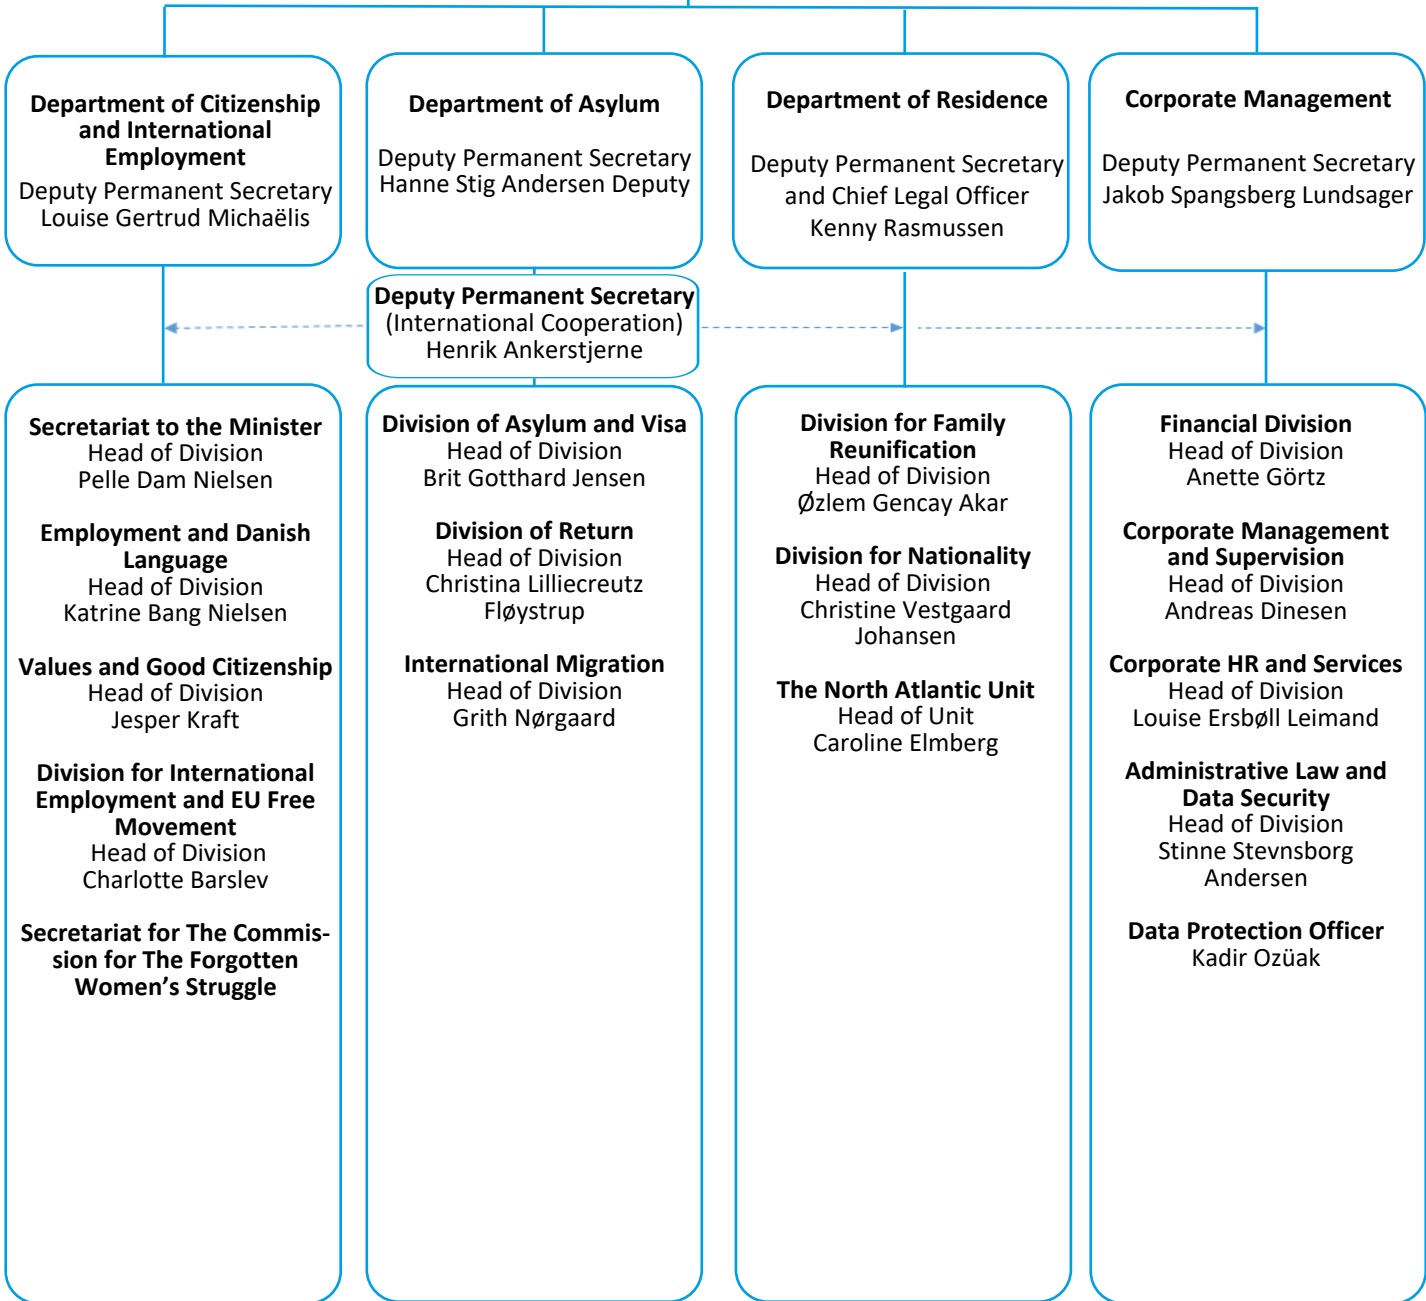 Department of Citizenship
and International
Employment
Deputy Permanent Secretary
Louise Gertrud Michaëlis
Department of Asylum
Deputy Permanent Secretary
Hanne Stig Andersen Deputy
Department of Residence
Deputy Permanent Secretary
and Chief Legal Officer
Kenny Rasmussen
Corporate Management
Deputy Permanent Secretary
Jakob Spangsberg Lundsager
Deputy Permanent Secretary
(International Cooperation)
Henrik Ankerstjerne
Secretariat to the Minister
Head of Division
Pelle Dam Nielsen
Employment and Danish
Language
Head of Division
Katrine Bang Nielsen
Values and Good Citizenship
Head of Division
Jesper Kraft
Division for International
Employment and EU Free
Movement
Head of Division
Charlotte Barslev
Secretariat for The Commis-
sion for The Forgotten
Women’s Struggle
Division of Asylum and Visa
Head of Division
Brit Gotthard Jensen
Division of Return
Head of Division
Christina Lilliecreutz
Fløystrup
International Migration
Head of Division
Grith Nørgaard
Division for Family
Reunification
Head of Division
Øzlem Gencay Akar
Division for Nationality
Head of Division
Christine Vestgaard
Johansen
The North Atlantic Unit
Head of Unit
Caroline Elmberg
Financial Division
Head of Division
Anette Görtz
Corporate Management
and Supervision
Head of Division
Andreas Dinesen
Corporate HR and Services
Head of Division
Louise Ersbøll Leimand
Administrative Law and
Data Security
Head of Division
Stinne Stevnsborg
Andersen
Data Protection Officer
Kadir Ozüak